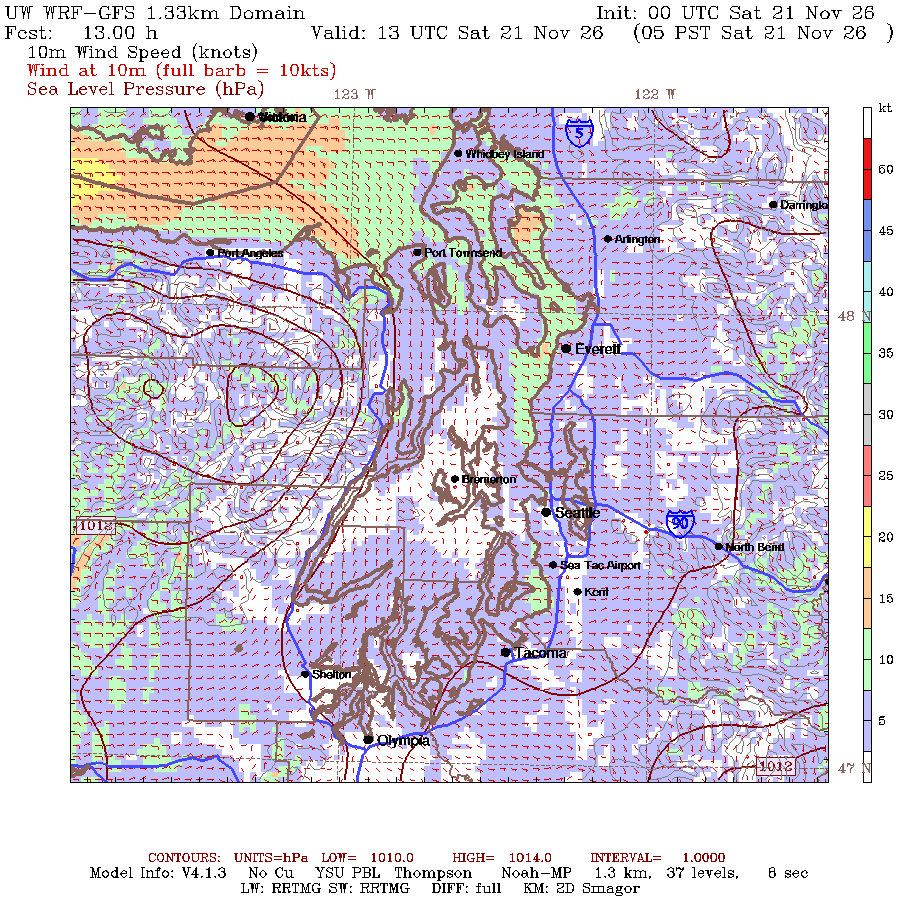 UW WRF-GFS 1.33km Domain Init: 00 UTC Sat 21 Nov 26
Fcst: 13.00 h Valid: 13 UTC Sat 21 Nov 26 (05 PST Sat 21 Nov 26 )
10m Wind Speed (knots)
Wind at 10m (full barb = 10kts)
Sea Level Pressure (hPa)
123 W 122 W
kt
Victoria
5
Whidbey Island
60
Darringto
45
Arlington
Port Angeles
Port Townsend
40
48 N
Everett
35
30
Bremerton
25
Seattle
90
1012
20
North Bend
Sea Tac Airport
Kent
15
Tacoma
10
Shelton
5
Olympia
1012
47 N
CONTOURS: UNITS=hPa LOW= 1010.0 HIGH= 1014.0 INTERVAL= 1.0000
Model Info: V4.1.3 No Cu YSU PBL Thompson Noah-MP 1.3 km, 37 levels, 8 sec
LW: RRTMG SW: RRTMG DIFF: full KM: 2D Smagor